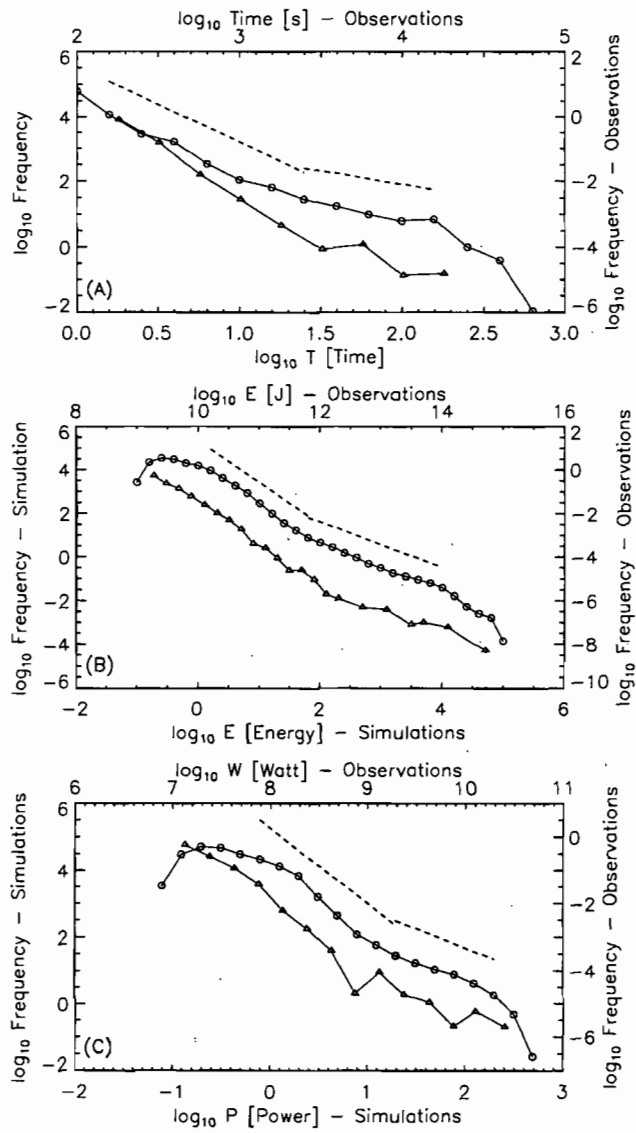 log₁₀ Time [s] – Observations
2 3 4 5
6 4 2 0 −2
log₁₀ Frequency
2 0 −2 −4 −6
log₁₀ Frequency – Observations
(A)
0.0 0.5 1.0 1.5 2.0 2.5 3.0
log₁₀ T [Time]
log₁₀ E [J] – Observations
8 10 12 14 16
6 4 2 0 −2 −4 −6
log₁₀ Frequency – Simulation
2 0 −2 −4 −6 −8 −10
log₁₀ Frequency – Observations
(B)
−2 0 2 4 6
log₁₀ E [Energy] – Simulations
log₁₀ W [Watt] – Observations
6 7 8 9 10 11
6 4 2 0 −2
log₁₀ Frequency – Simulations
0 −2 −4 −6
log₁₀ Frequency – Observations
(C)
−2 −1 0 1 2 3
log₁₀ P [Power] – Simulations